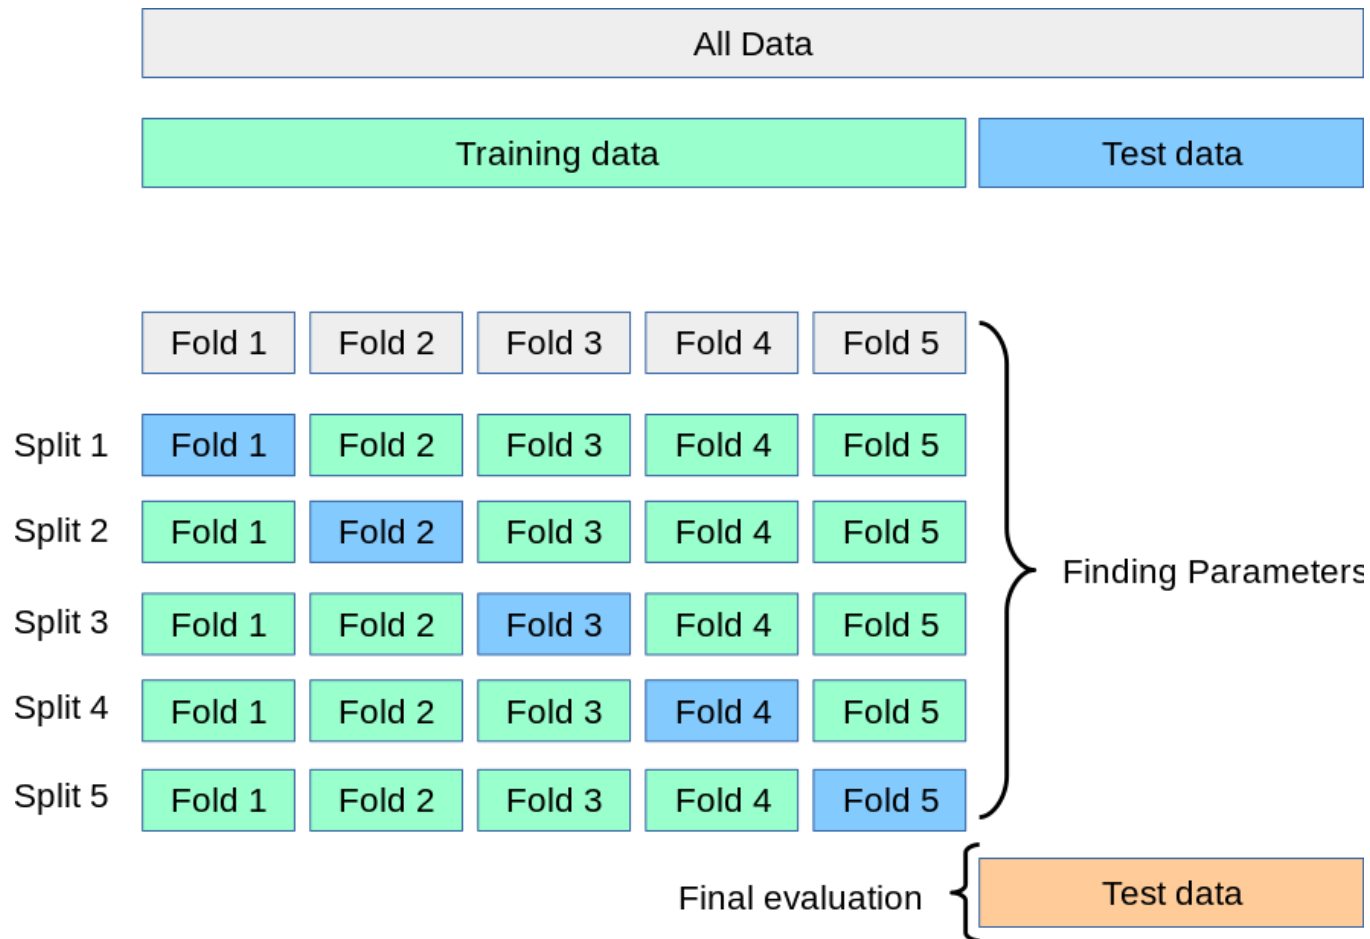 All Data
Training data Test data
Fold 1 Fold 2 Fold 3 Fold 4 Fold 5
Split 1 Fold 1 Fold 2 Fold 3 Fold 4 Fold 5
Split 2 Fold 1 Fold 2 Fold 3 Fold 4 Fold 5
Finding Parameters
Split 3 Fold 1 Fold 2 Fold 3 Fold 4 Fold 5
Split 4 Fold 1 Fold 2 Fold 3 Fold 4 Fold 5
Split 5 Fold 1 Fold 2 Fold 3 Fold 4 Fold 5
Final evaluation Test data